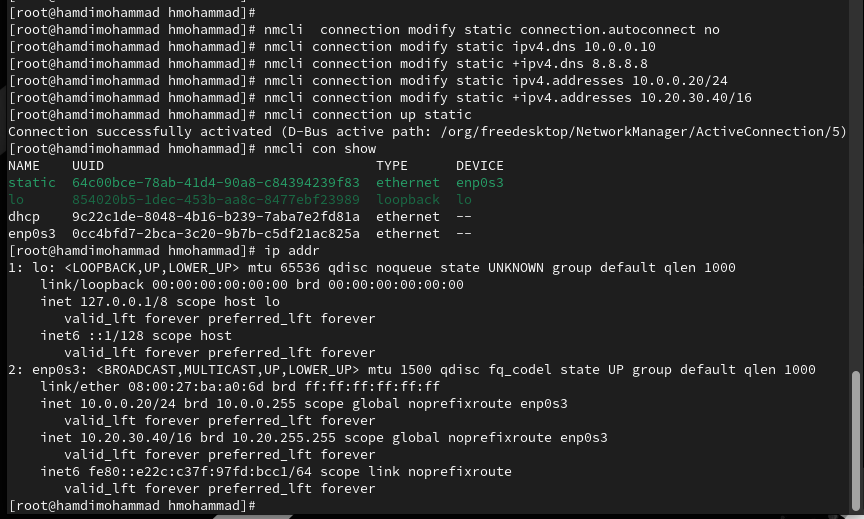 [root@hamdimohammad hmohammad]#
[root@hamdimohammad hmohammad]# nmcli  connection modify static connection.autoconnect no
[root@hamdimohammad hmohammad]# nmcli connection modify static ipv4.dns 10.0.0.10
[root@hamdimohammad hmohammad]# nmcli connection modify static +ipv4.dns 8.8.8.8
[root@hamdimohammad hmohammad]# nmcli connection modify static ipv4.addresses 10.0.0.20/24
[root@hamdimohammad hmohammad]# nmcli connection modify static +ipv4.addresses 10.20.30.40/16
[root@hamdimohammad hmohammad]# nmcli connection up static
Connection successfully activated (D-Bus active path: /org/freedesktop/NetworkManager/ActiveConnection/5)
[root@hamdimohammad hmohammad]# nmcli con show
NAME    UUID                                  TYPE      DEVICE
static  64c00bce-78ab-41d4-90a8-c84394239f83  ethernet  enp0s3
lo      854020b5-1dec-453b-aa8c-8477ebf23989  loopback  lo
dhcp    9c22c1de-8048-4b16-b239-7aba7e2fd81a  ethernet  --
enp0s3  0cc4bfd7-2bca-3c20-9b7b-c5df21ac825a  ethernet  --
[root@hamdimohammad hmohammad]# ip addr
1: lo: <LOOPBACK,UP,LOWER_UP> mtu 65536 qdisc noqueue state UNKNOWN group default qlen 1000
    link/loopback 00:00:00:00:00:00 brd 00:00:00:00:00:00
    inet 127.0.0.1/8 scope host lo
       valid_lft forever preferred_lft forever
    inet6 ::1/128 scope host
       valid_lft forever preferred_lft forever
2: enp0s3: <BROADCAST,MULTICAST,UP,LOWER_UP> mtu 1500 qdisc fq_codel state UP group default qlen 1000
    link/ether 08:00:27:ba:a0:6d brd ff:ff:ff:ff:ff:ff
    inet 10.0.0.20/24 brd 10.0.0.255 scope global noprefixroute enp0s3
       valid_lft forever preferred_lft forever
    inet 10.20.30.40/16 brd 10.20.255.255 scope global noprefixroute enp0s3
       valid_lft forever preferred_lft forever
    inet6 fe80::e22c:c37f:97fd:bcc1/64 scope link noprefixroute
       valid_lft forever preferred_lft forever
[root@hamdimohammad hmohammad]#